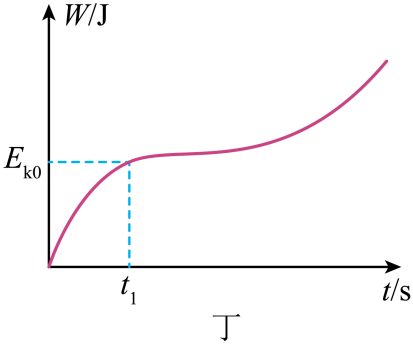 W/J
E_k0
t_1
t/s
丁